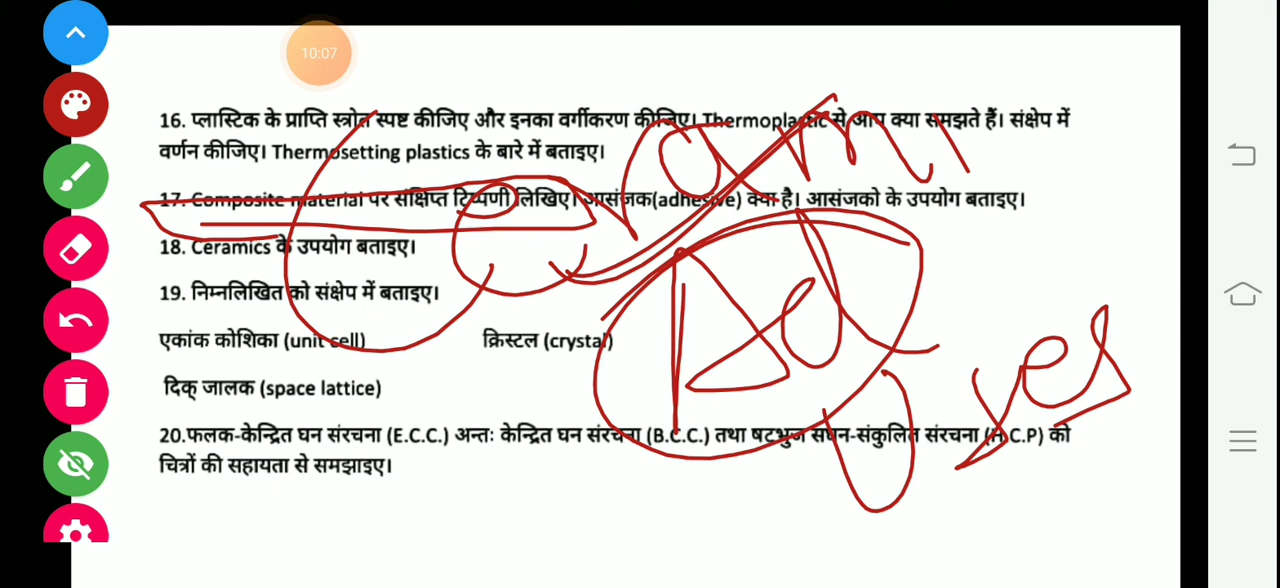 10:07
16. प्लास्टिक के प्राप्ति स्त्रोत स्पष्ट कीजिए और इनका वर्गीकरण कीजिए। Thermoplastic से आप क्या समझते हैं। संक्षेप में
वर्णन कीजिए। Thermosetting plastics के बारे में बताइए।
17. Composite material पर संक्षिप्त टिप्पणी लिखिए। आसंजक(adhesive) क्या है। आसंजको के उपयोग बताइए।
18. Ceramics के उपयोग बताइए।
19. निम्नलिखित को संक्षेप में बताइए।
एकांक कोशिका (unit cell) क्रिस्टल (crystal)
दिक् जालक (space lattice)
20.फलक-केन्द्रित घन संरचना (E.C.C.) अन्तः केन्द्रित घन संरचना (B.C.C.) तथा षटभुज सघन-संकुलित संरचना (H.C.P) को
चित्रों की सहायता से समझाइए।
yes